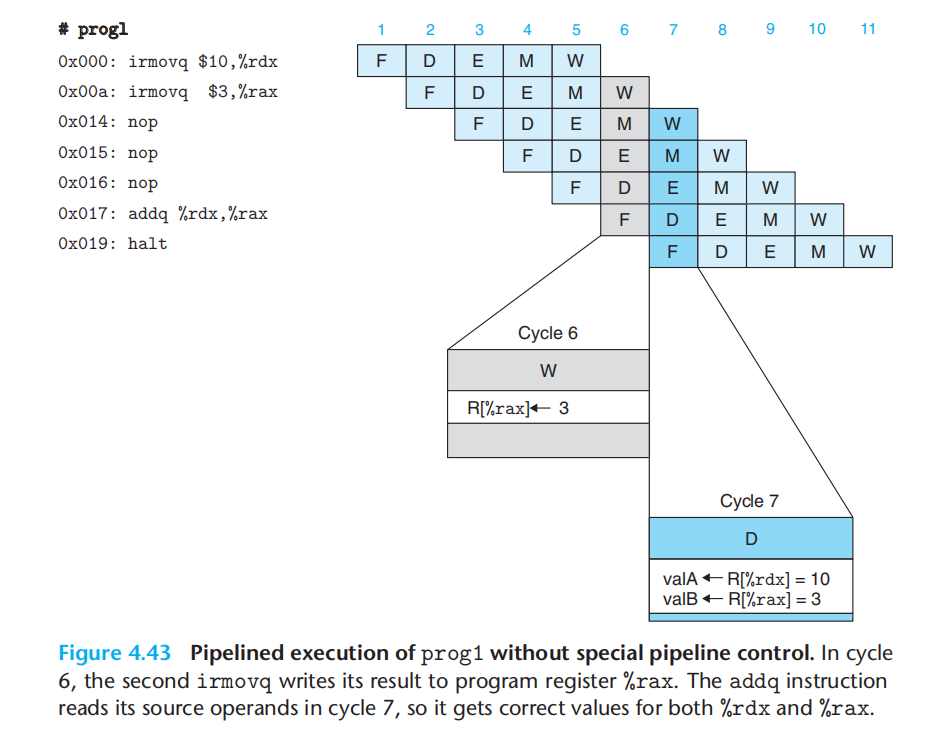 # prog1
1 2 3 4 5 6 7 8 9 10 11
0x000: irmovq $10,%rdx F D E M W
0x00a: irmovq $3,%rax F D E M W
0x014: nop F D E M W
0x015: nop F D E M W
0x016: nop F D E M W
0x017: addq %rdx,%rax F D E M W
0x019: halt F D E M W
Cycle 6
W
R[%rax]← 3
Cycle 7
D
valA ← R[%rdx] = 10
valB ← R[%rax] = 3
Figure 4.43 Pipelined execution of prog1 without special pipeline control. In cycle
6, the second irmovq writes its result to program register %rax. The addq instruction
reads its source operands in cycle 7, so it gets correct values for both %rdx and %rax.